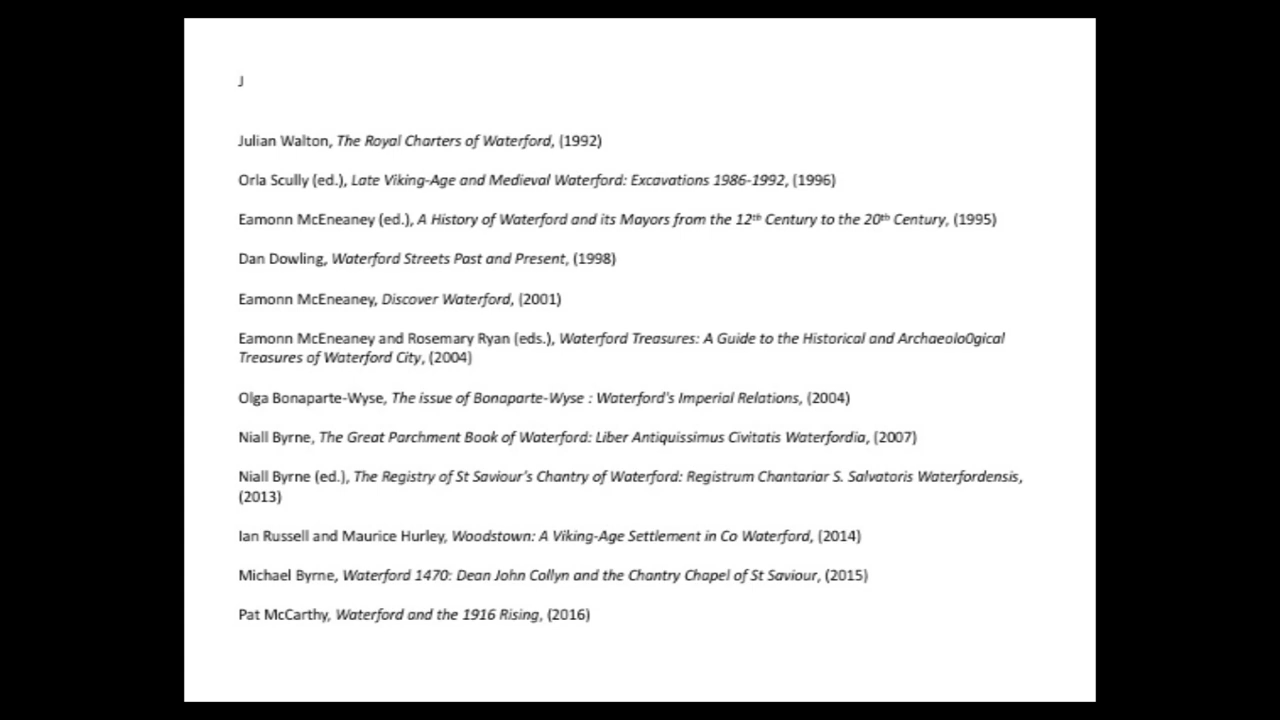 J
Julian Walton, The Royal Charters of Waterford, (1992)
Orla Scully (ed.), Late Viking-Age and Medieval Waterford: Excavations 1986-1992, (1996)
Eamonn McEneaney (ed.), A History of Waterford and its Mayors from the 12th Century to the 20th Century, (1995)
Dan Dowling, Waterford Streets Past and Present, (1998)
Eamonn McEneaney, Discover Waterford, (2001)
Eamonn McEneaney and Rosemary Ryan (eds.), Waterford Treasures: A Guide to the Historical and Archaeolo0gical
Treasures of Waterford City, (2004)
Olga Bonaparte-Wyse, The issue of Bonaparte-Wyse : Waterford's Imperial Relations, (2004)
Niall Byrne, The Great Parchment Book of Waterford: Liber Antiquissimus Civitatis Waterfordia, (2007)
Niall Byrne (ed.), The Registry of St Saviour's Chantry of Waterford: Registrum Chantariar S. Salvatoris Waterfordensis,
(2013)
Ian Russell and Maurice Hurley, Woodstown: A Viking-Age Settlement in Co Waterford, (2014)
Michael Byrne, Waterford 1470: Dean John Collyn and the Chantry Chapel of St Saviour, (2015)
Pat McCarthy, Waterford and the 1916 Rising, (2016)